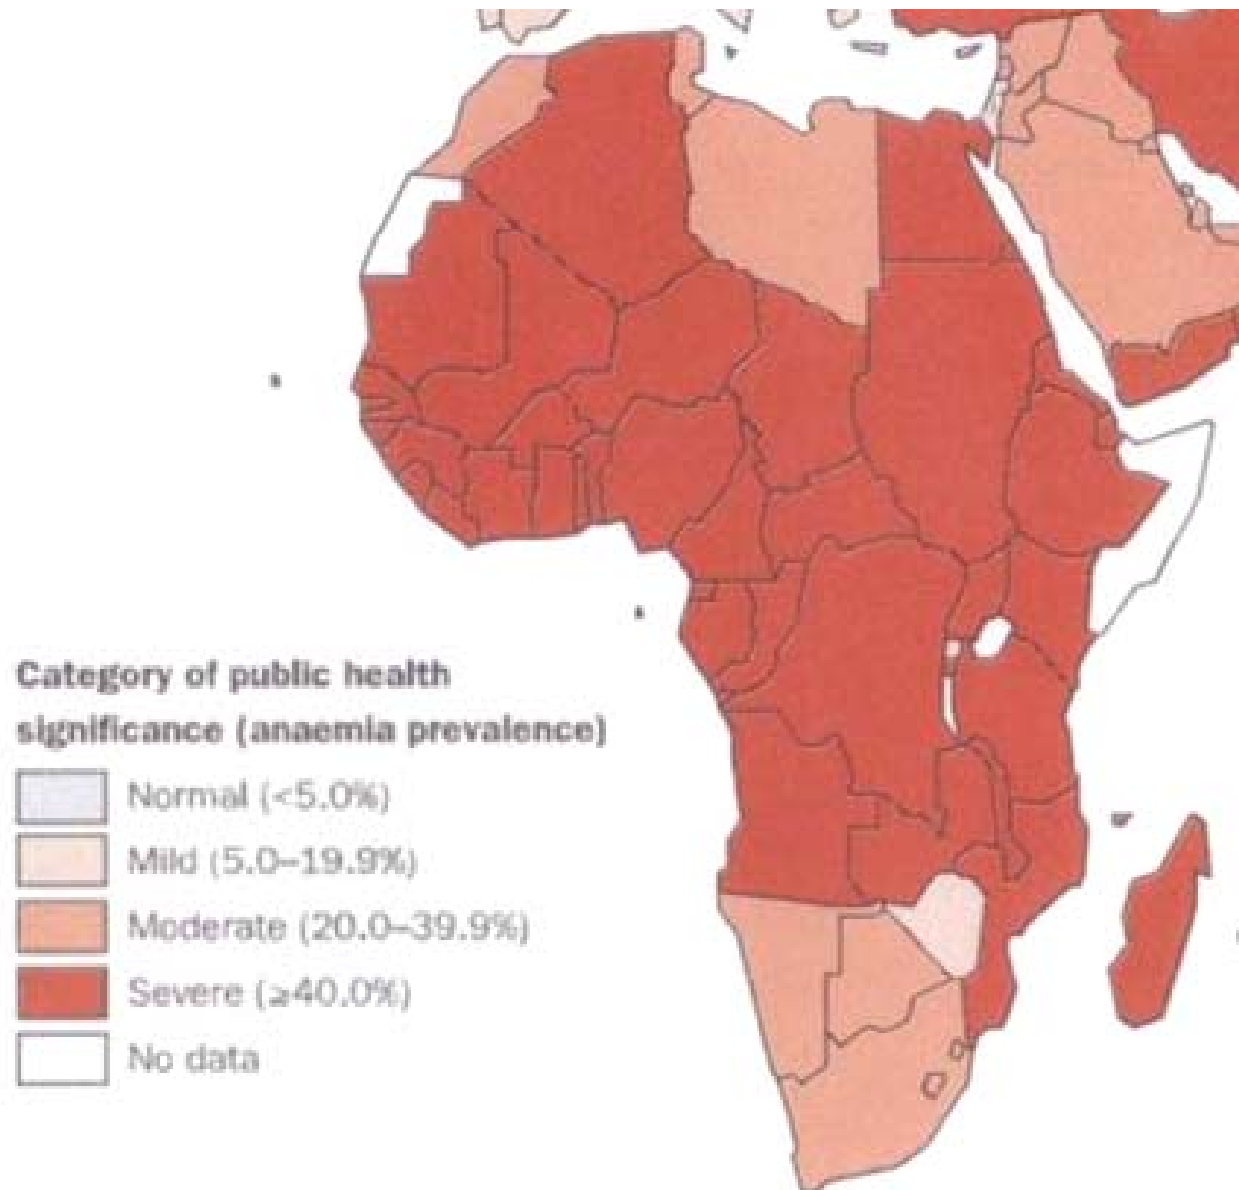 Category of public health
significance (anaemia prevalence)
Normal (<5.0%)
Mild (5.0–19.9%)
Moderate (20.0–39.9%)
Severe (≥40.0%)
No data